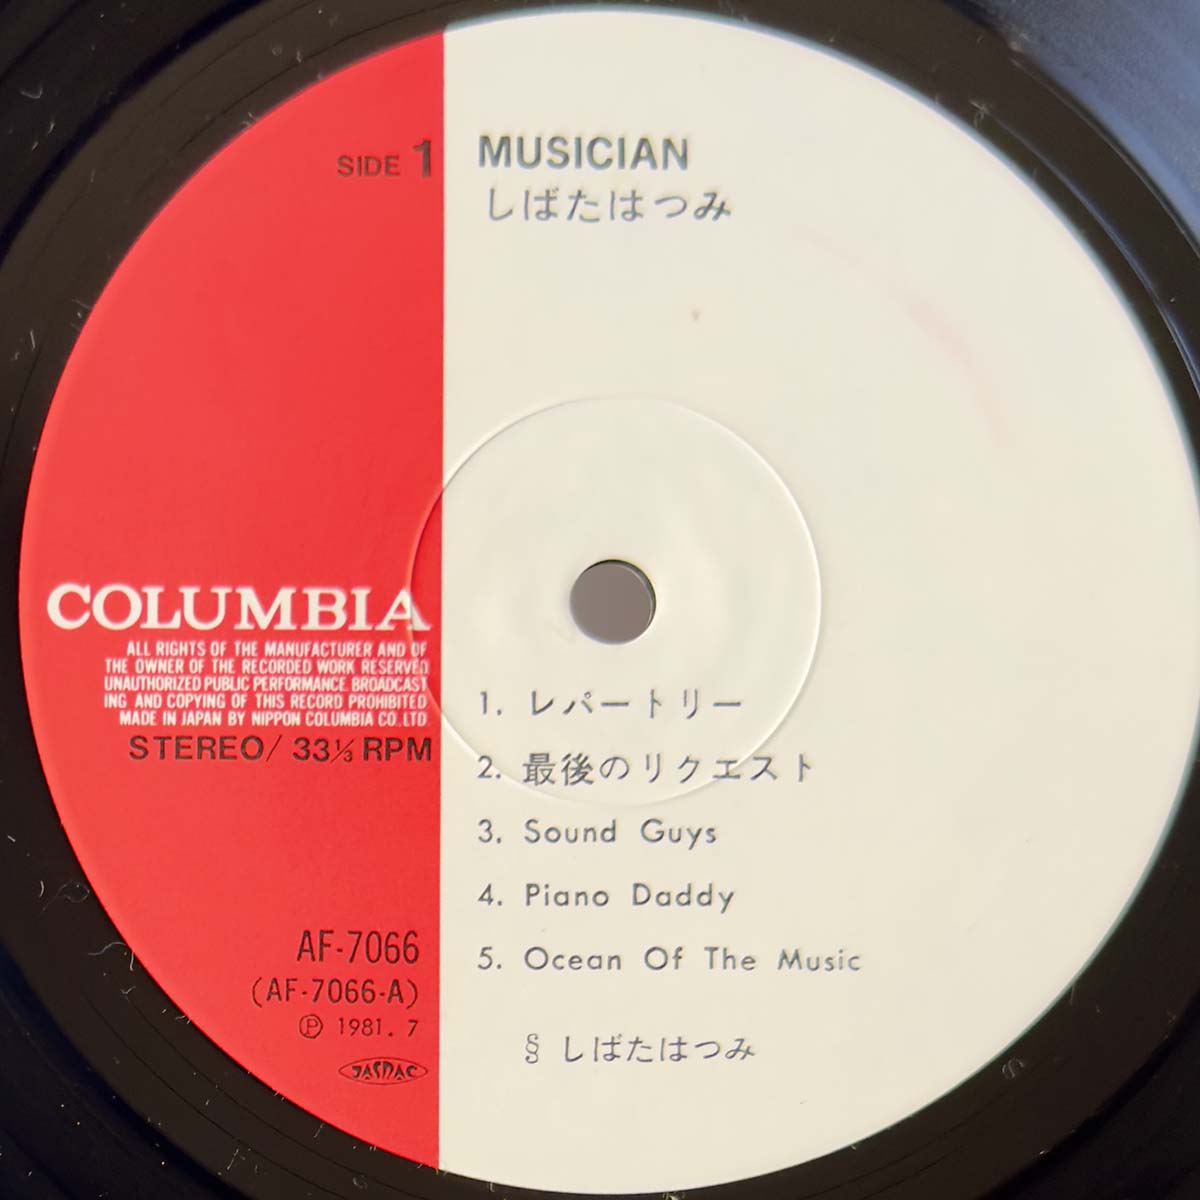 SIDE 1
MUSICIAN
しばたはつみ
COLUMBIA
ALL RIGHTS OF THE MANUFACTURER AND OF
THE OWNER OF THE RECORDED WORK RESERVED
UNAUTHORIZED PUBLIC PERFORMANCE BROADCAST
ING AND COPYING OF THIS RECORD PROHIBITED
MADE IN JAPAN BY NIPPON COLUMBIA CO., LTD.
STEREO/ 33⅓ RPM
1. レパートリー
2. 最後のリクエスト
3. Sound Guys
4. Piano Daddy
5. Ocean Of The Music
§ しばたはつみ
AF-7066
(AF-7066-A)
Ⓟ 1981. 7
JASRAC